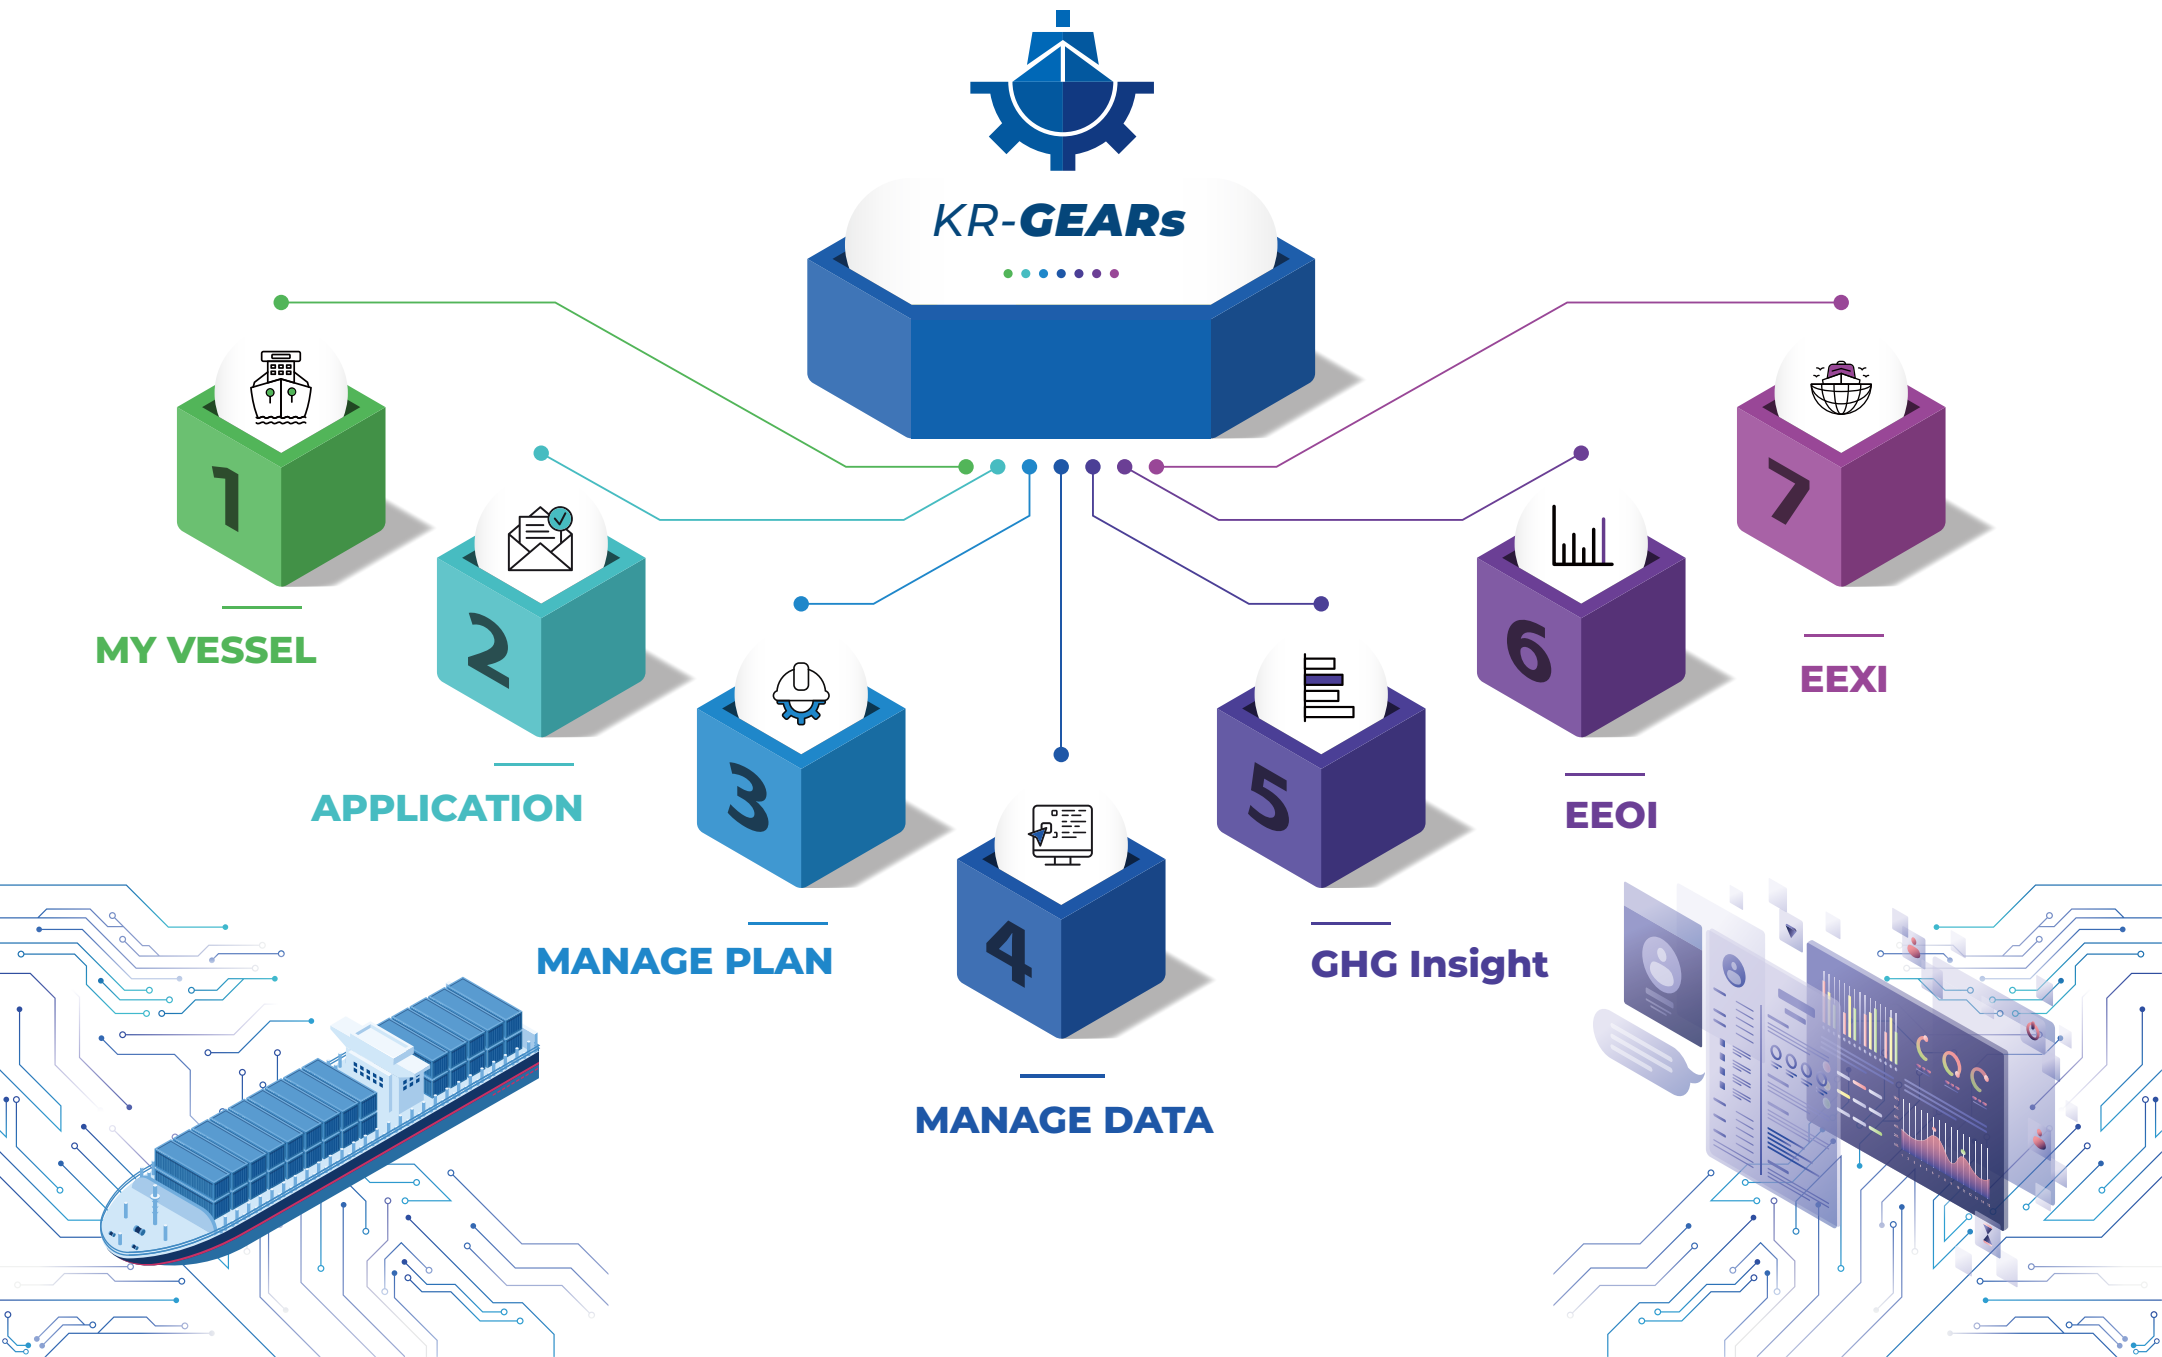 KR-GEARs
1
MY VESSEL
2
APPLICATION
3
MANAGE PLAN
4
MANAGE DATA
5
GHG Insight
6
EEOI
7
EEXI